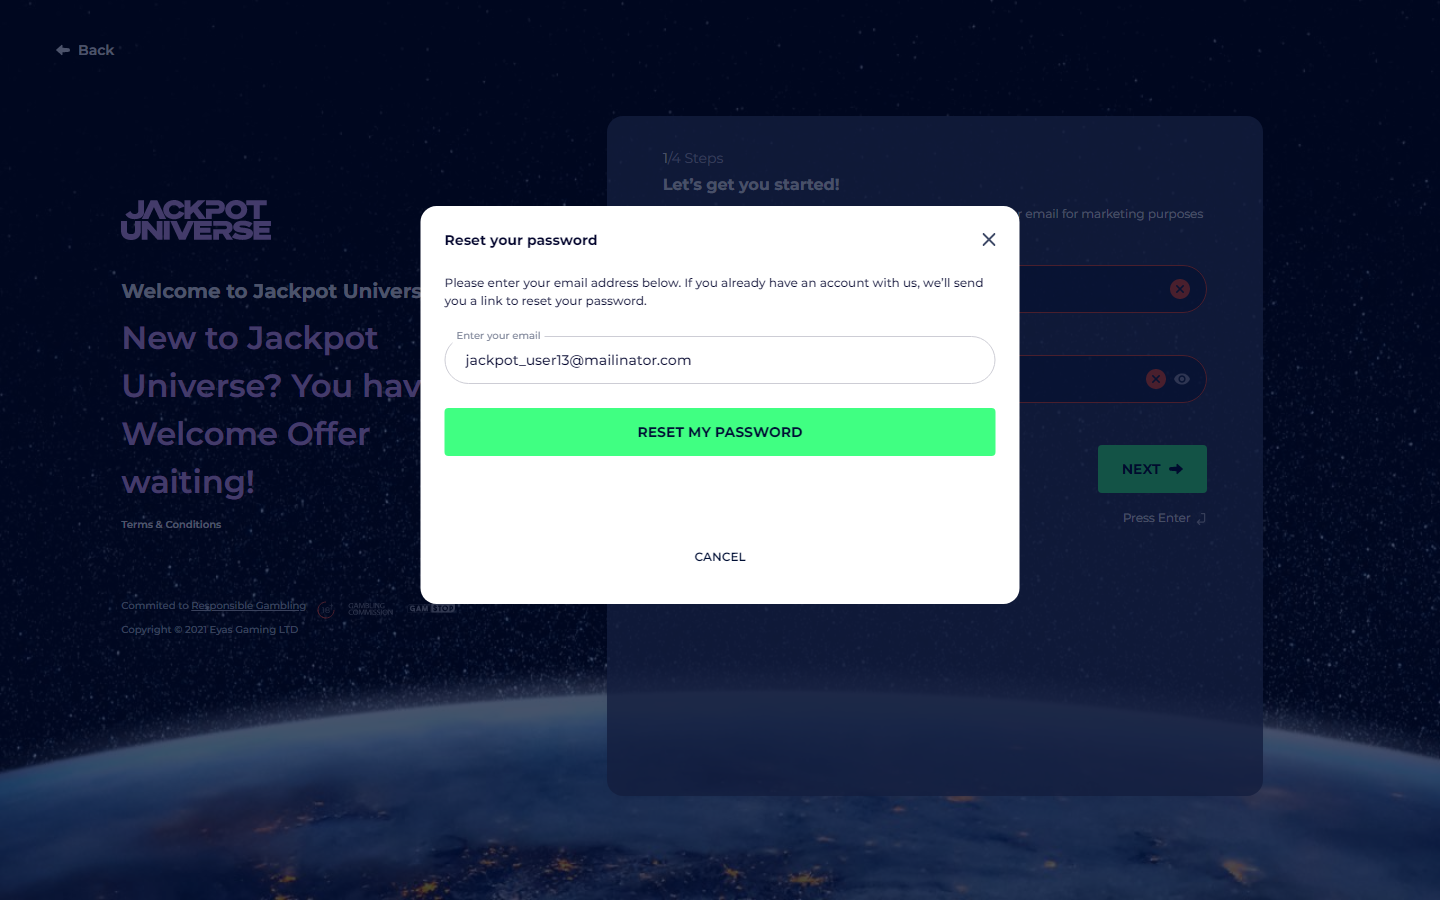 Back
1/4 Steps
Let's get you started!
r email for marketing purposes
JACKPOT
UNIVERSE
Welcome to Jackpot Univers
New to Jackpot
Universe? You hav
Welcome Offer
waiting!
Terms & Conditions
Reset your password
Please enter your email address below. If you already have an account with us, we'll send
you a link to reset your password.
Enter your email
jackpot_user13@mailinator.com
RESET MY PASSWORD
CANCEL
NEXT
Press Enter
Commited to Responsible Gambling
18
GAMBLING
COMMISSION
GAMSTOP
Copyright © 2021 Eyas Gaming LTD